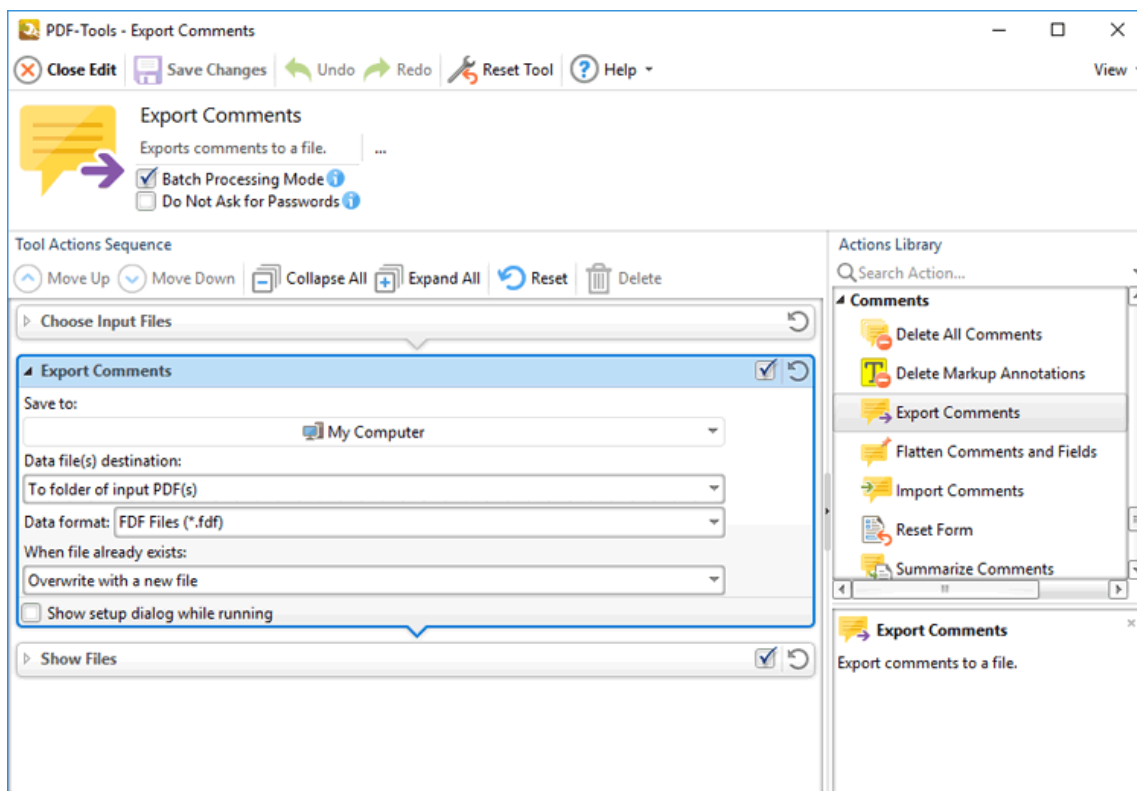 PDF-Tools - Export Comments
Close Edit Save Changes Undo Redo Reset Tool Help View
Export Comments
Exports comments to a file. ...
Batch Processing Mode
Do Not Ask for Passwords
Tool Actions Sequence
Move Up Move Down Collapse All Expand All Reset Delete
Choose Input Files
Export Comments
Save to:
My Computer
Data file(s) destination:
To folder of input PDF(s)
Data format: FDF Files (*.fdf)
When file already exists:
Overwrite with a new file
Show setup dialog while running
Show Files
Actions Library
Search Action...
Comments
Delete All Comments
Delete Markup Annotations
Export Comments
Flatten Comments and Fields
Import Comments
Reset Form
Summarize Comments
Export Comments
Export comments to a file.